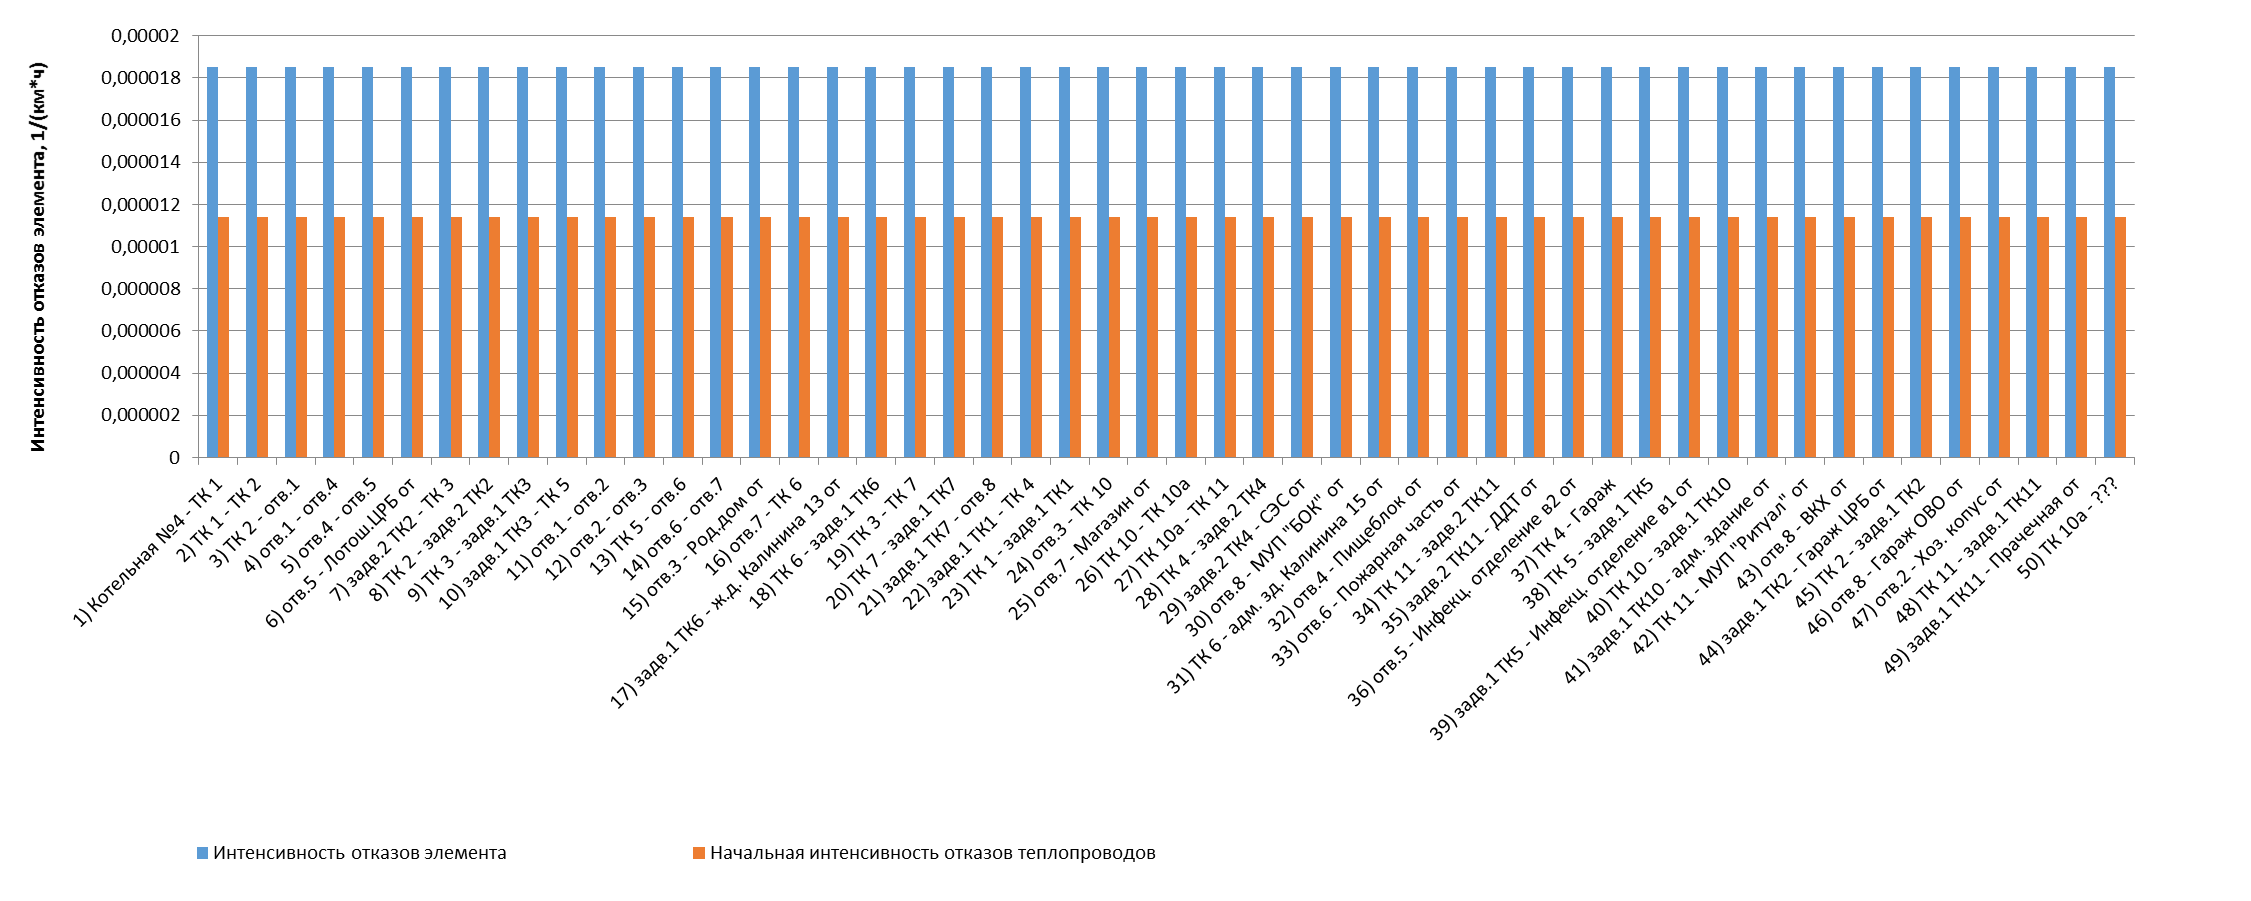 Интенсивность отказов элемента, 1/(км*ч)
0,00002
0,000018
0,000016
0,000014
0,000012
0,00001
0,000008
0,000006
0,000004
0,000002
0
1) Котельная №4 - ТК 1
2) ТК 1 - ТК 2
3) ТК 2 - отв.1
4) отв.1 - отв.4
5) отв.4 - отв.5
6) отв.5 - Лотош.ЦРБ от
7) задв.2 ТК2 - ТК 3
8) ТК 2 - задв.2 ТК2
9) ТК 3 - задв.1 ТК3
10) задв.1 ТК3 - ТК 5
11) отв.1 - отв.2
12) отв.2 - отв.3
13) ТК 5 - отв.6
14) отв.6 - отв.7
15) отв.3 - Род.дом от
16) отв.7 - ТК 6
17) задв.1 ТК6 - ж.д. Калинина 13 от
18) ТК 6 - задв.1 ТК6
19) ТК 3 - ТК 7
20) ТК 7 - задв.1 ТК7
21) задв.1 ТК7 - отв.8
22) задв.1 ТК1 - ТК 4
23) ТК 1 - задв.1 ТК1
24) отв.3 - ТК 10
25) отв.7 - Магазин от
26) ТК 10 - ТК 10а
27) ТК 10а - ТК 11
28) ТК 4 - задв.2 ТК4
29) задв.2 ТК4 - СЭС от
30) отв.8 - МУП "БОК" от
31) ТК 6 - адм. зд. Калинина 15 от
32) отв.4 - Пищеблок от
33) отв.6 - Пожарная часть от
34) ТК 11 - задв.2 ТК11
35) задв.2 ТК11 - ДДТ от
36) отв.5 - Инфекц. отделение в2 от
37) ТК 4 - Гараж
38) ТК 5 - задв.1 ТК5
39) задв.1 ТК5 - Инфекц. отделение в1 от
40) ТК 10 - задв.1 ТК10
41) задв.1 ТК10 - адм. здание от
42) ТК 11 - МУП "Ритуал" от
43) отв.8 - ВКХ от
44) задв.1 ТК2 - Гараж ЦРБ от
45) ТК 2 - задв.1 ТК2
46) отв.8 - Гараж ОВО от
47) отв.2 - Хоз. копус от
48) ТК 11 - задв.1 ТК11
49) задв.1 ТК11 - Прачечная от
50) ТК 10а - ???
Интенсивность отказов элемента
Начальная интенсивность отказов теплопроводов